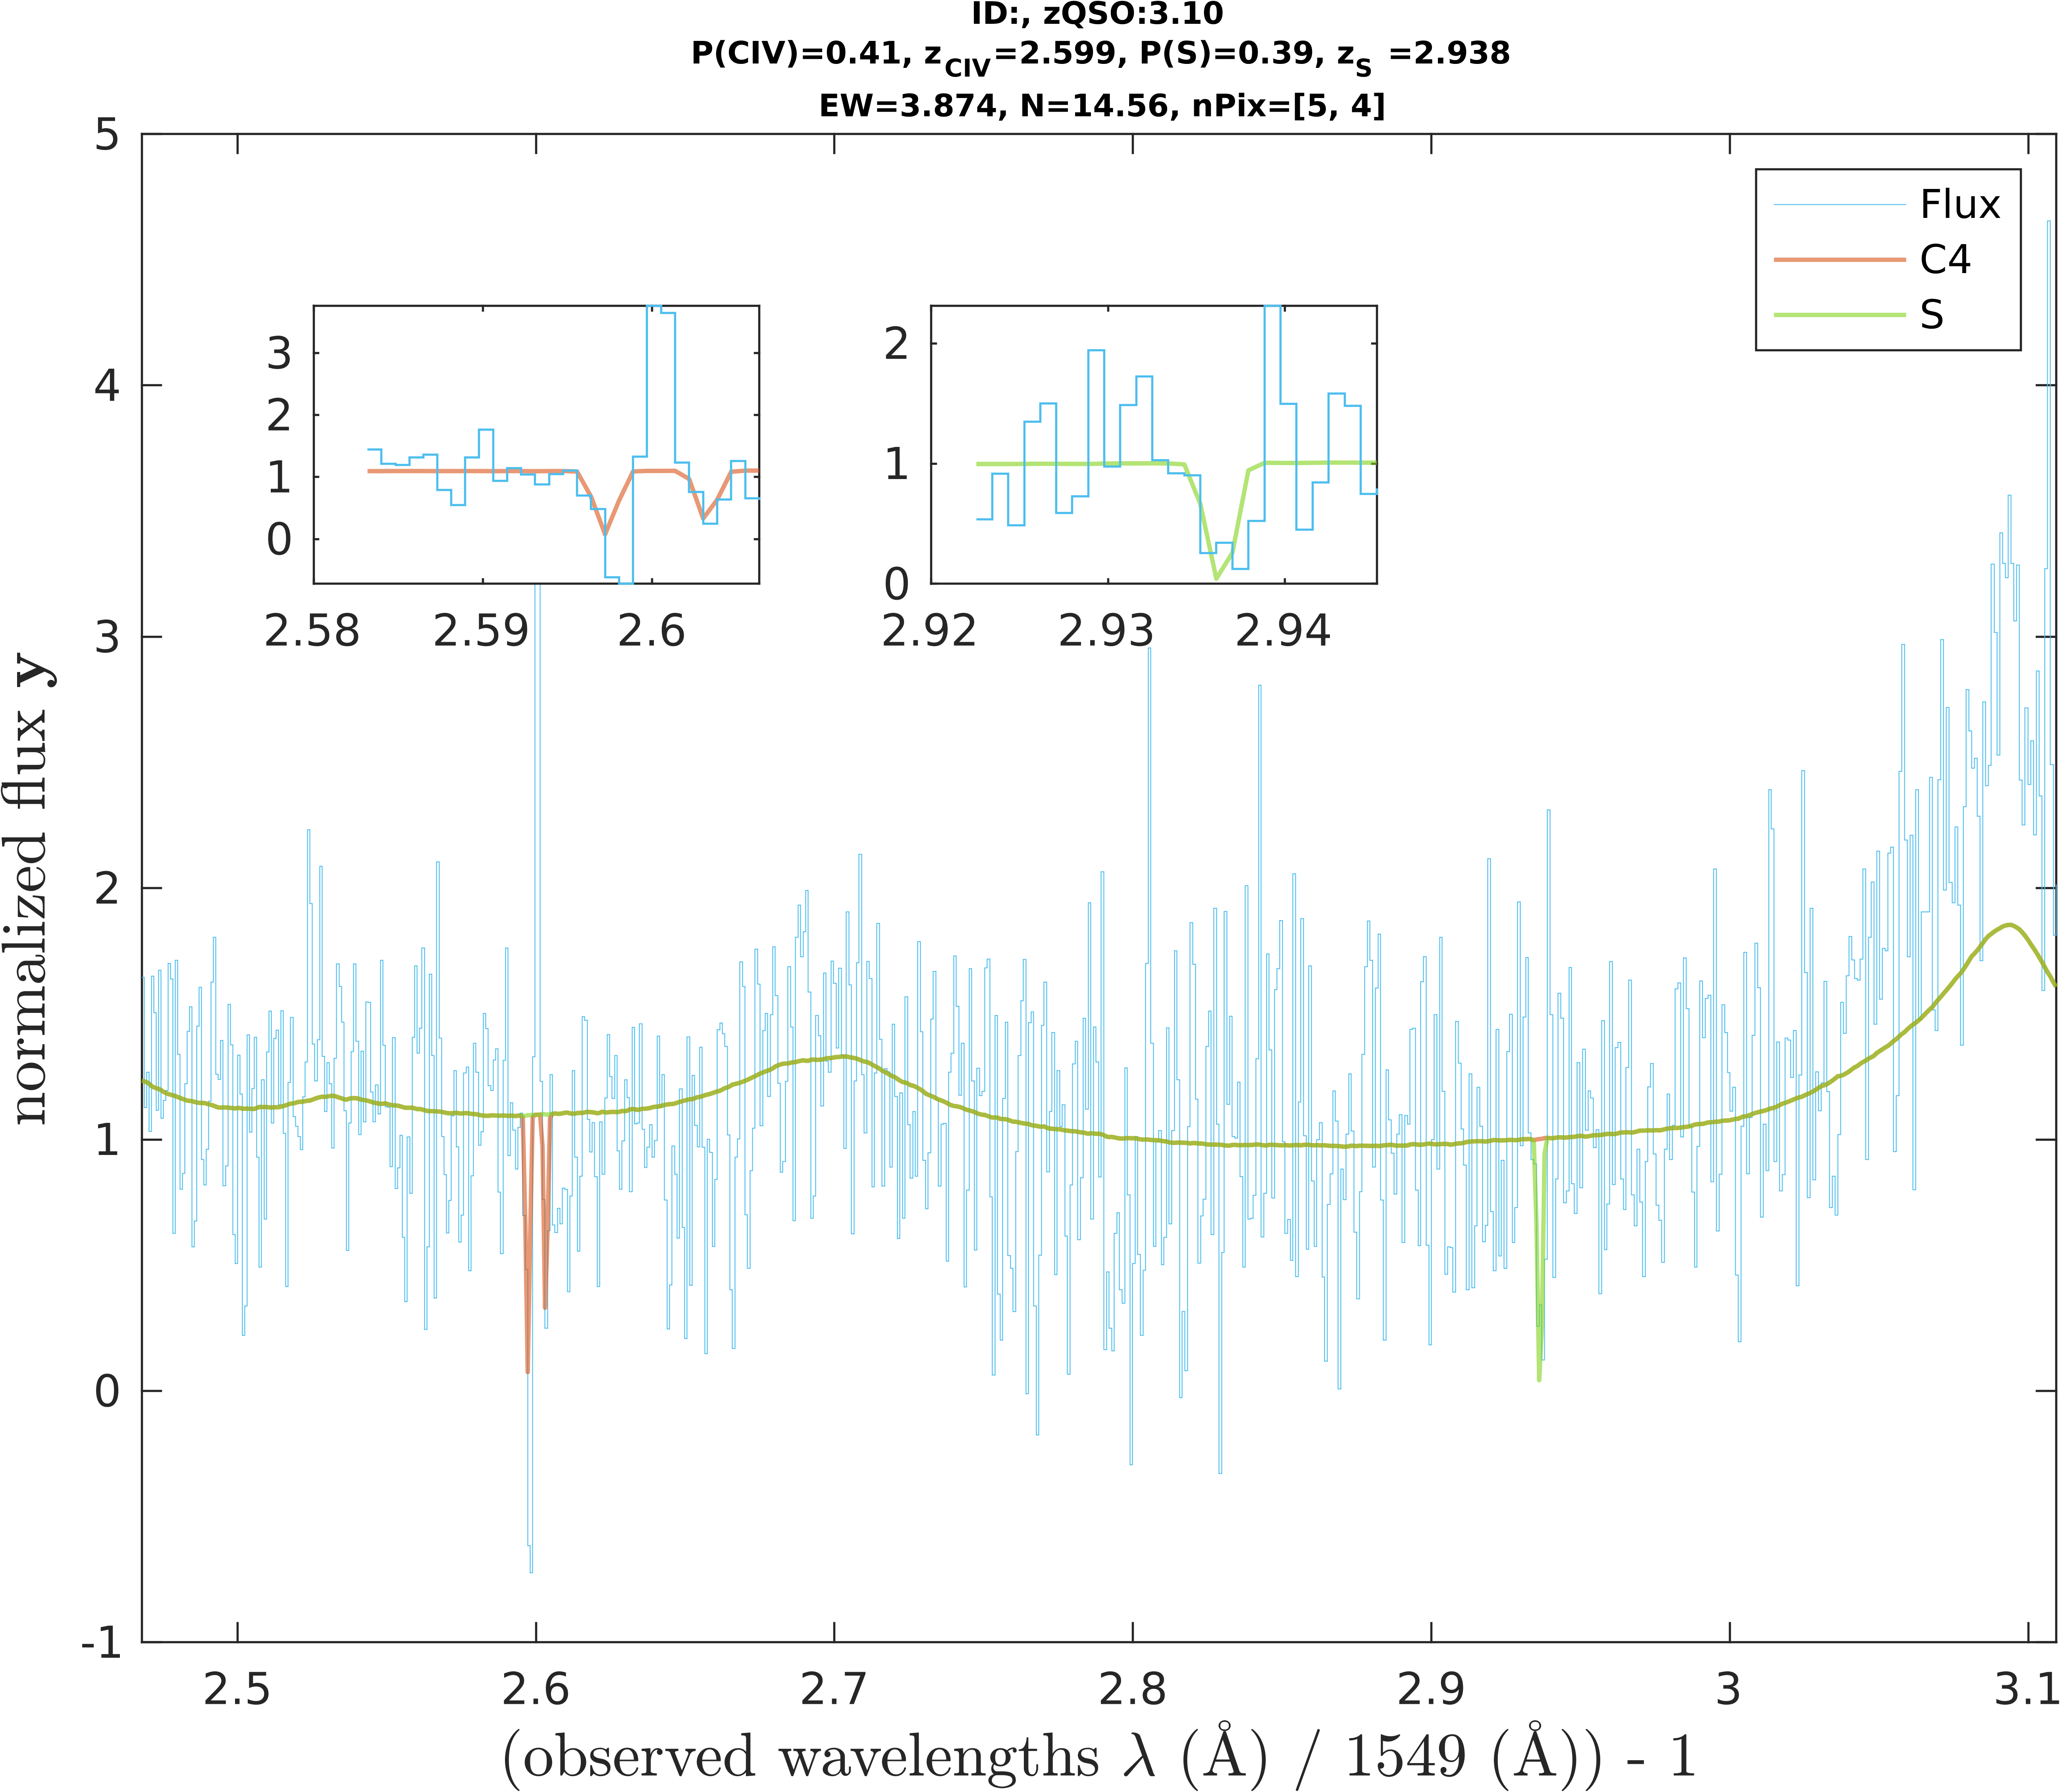 ID:, zQSO:3.10
P(CIV)=0.41, zCIV=2.599, P(S)=0.39, zS =2.938
EW=3.874, N=14.56, nPix=[5, 4]
5
4
3
2
1
0
-1
normalized flux y
Flux
C4
S
3
2
1
0
2.58 2.59 2.6
2
1
0
2.92 2.93 2.94
2.5 2.6 2.7 2.8 2.9 3 3.1
(observed wavelengths λ (Å) / 1549 (Å)) - 1